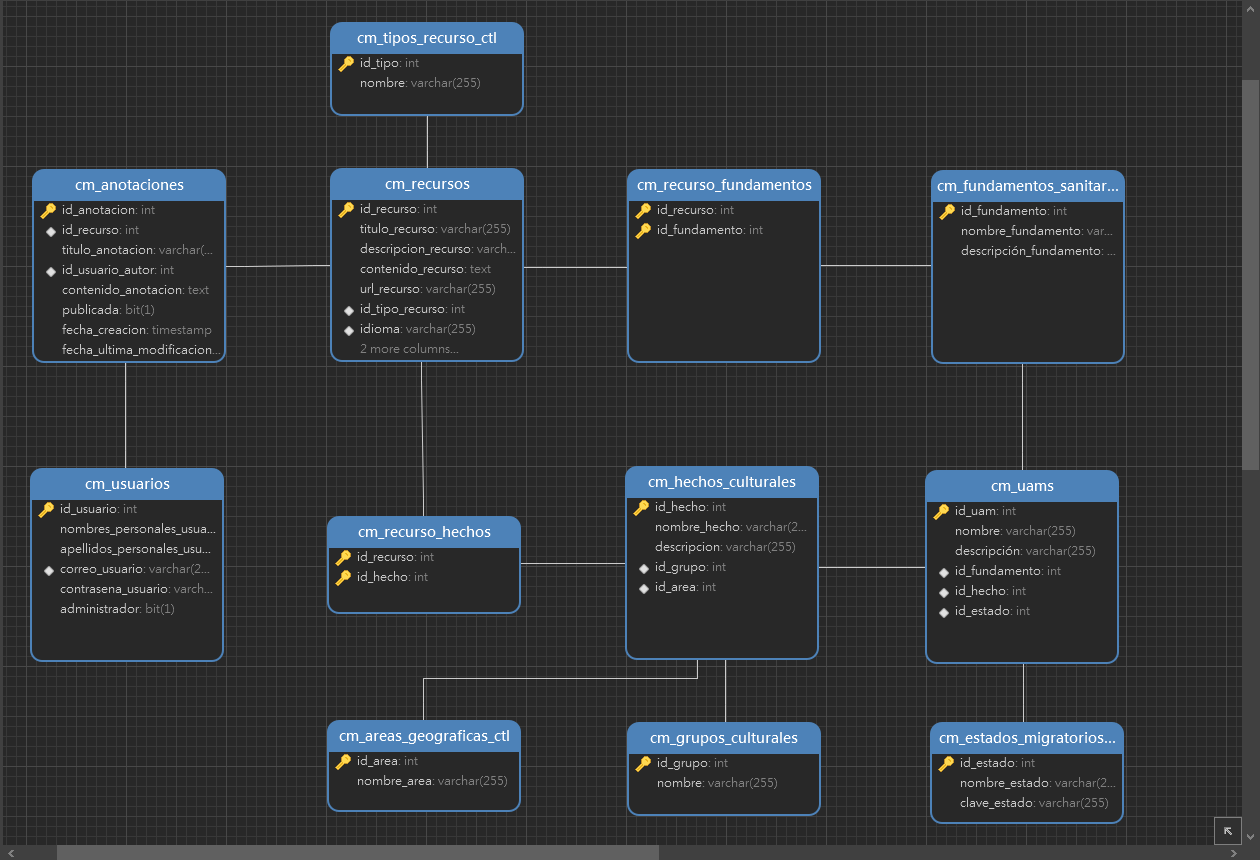 cm_tipos_recurso_ctl
id_tipo: int
nombre: varchar(255)
cm_anotaciones
id_anotacion: int
id_recurso: int
titulo_anotacion: varchar(...
id_usuario_autor: int
contenido_anotacion: text
publicada: bit(1)
fecha_creacion: timestamp
fecha_ultima_modificacion...
cm_recursos
id_recurso: int
titulo_recurso: varchar(255)
descripcion_recurso: varch...
contenido_recurso: text
url_recurso: varchar(255)
id_tipo_recurso: int
idioma: varchar(255)
2 more columns...
cm_recurso_fundamentos
id_recurso: int
id_fundamento: int
cm_fundamentos_sanitar...
id_fundamento: int
nombre_fundamento: var...
descripción_fundamento: ...
cm_usuarios
id_usuario: int
nombres_personales_usua...
apellidos_personales_usu...
correo_usuario: varchar(2...
contrasena_usuario: varch...
administrador: bit(1)
cm_recurso_hechos
id_recurso: int
id_hecho: int
cm_hechos_culturales
id_hecho: int
nombre_hecho: varchar(2...
descripcion: varchar(255)
id_grupo: int
id_area: int
cm_uams
id_uam: int
nombre: varchar(255)
descripción: varchar(255)
id_fundamento: int
id_hecho: int
id_estado: int
cm_areas_geograficas_ctl
id_area: int
nombre_area: varchar(255)
cm_grupos_culturales
id_grupo: int
nombre: varchar(255)
cm_estados_migratorios...
id_estado: int
nombre_estado: varchar(2...
clave_estado: varchar(255)